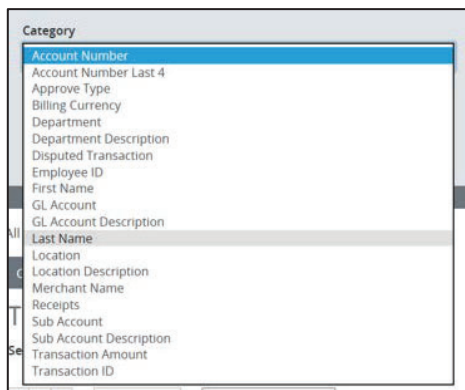 Category
Account Number
Account Number Last 4
Approve Type
Billing Currency
Department
Department Description
Disputed Transaction
Employee ID
First Name
GL Account
GL Account Description
All
Last Name
Location
Location Description
Merchant Name
Receipts
Sub Account
Sub Account Description
Transaction Amount
Transaction ID